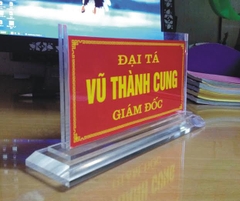 ĐẠI TÁ
VŨ THÀNH CUNG
GIÁM ĐỐC